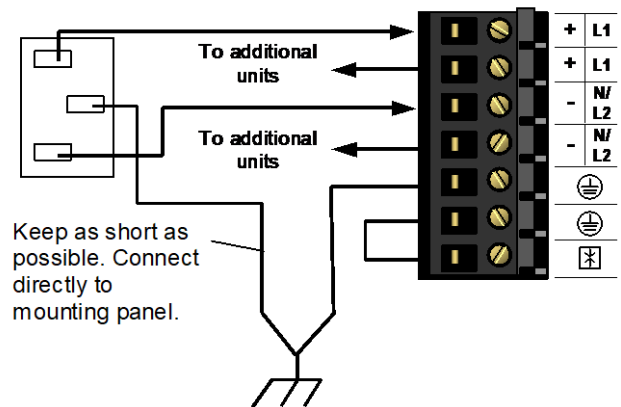 To additional
units
To additional
units
Keep as short as
possible. Connect
directly to
mounting panel.
+ L1
+ L1
- N/
L2
- N/
L2